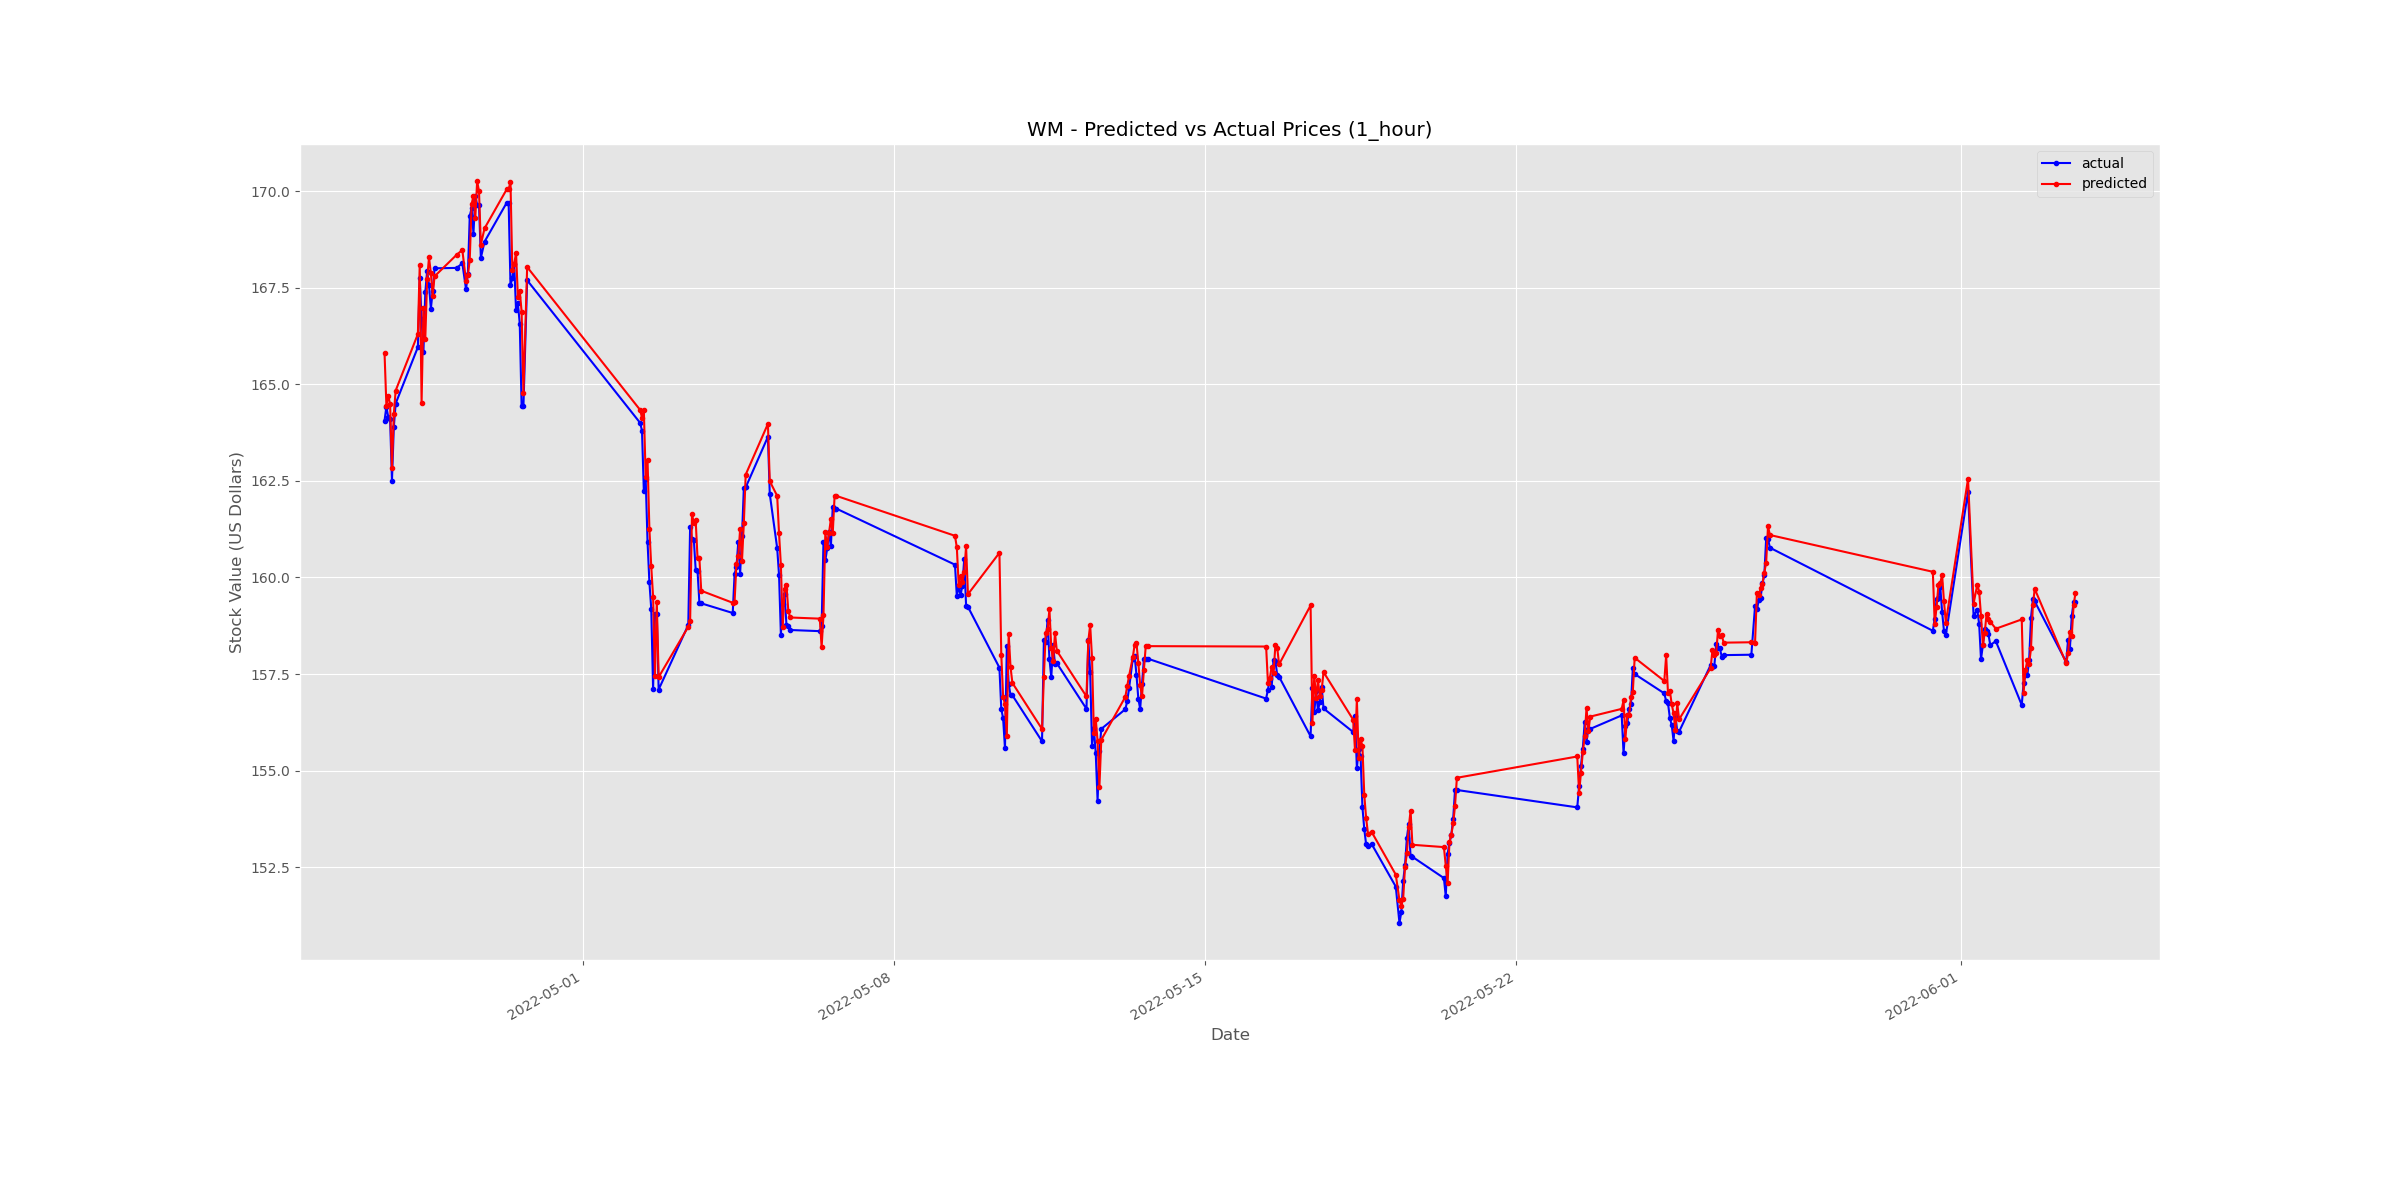 WM - Predicted vs Actual Prices (1_hour)
actual
predicted
Stock Value (US Dollars)
170.0
167.5
165.0
162.5
160.0
157.5
155.0
152.5
2022-05-01
2022-05-08
2022-05-15
2022-05-22
2022-06-01
Date